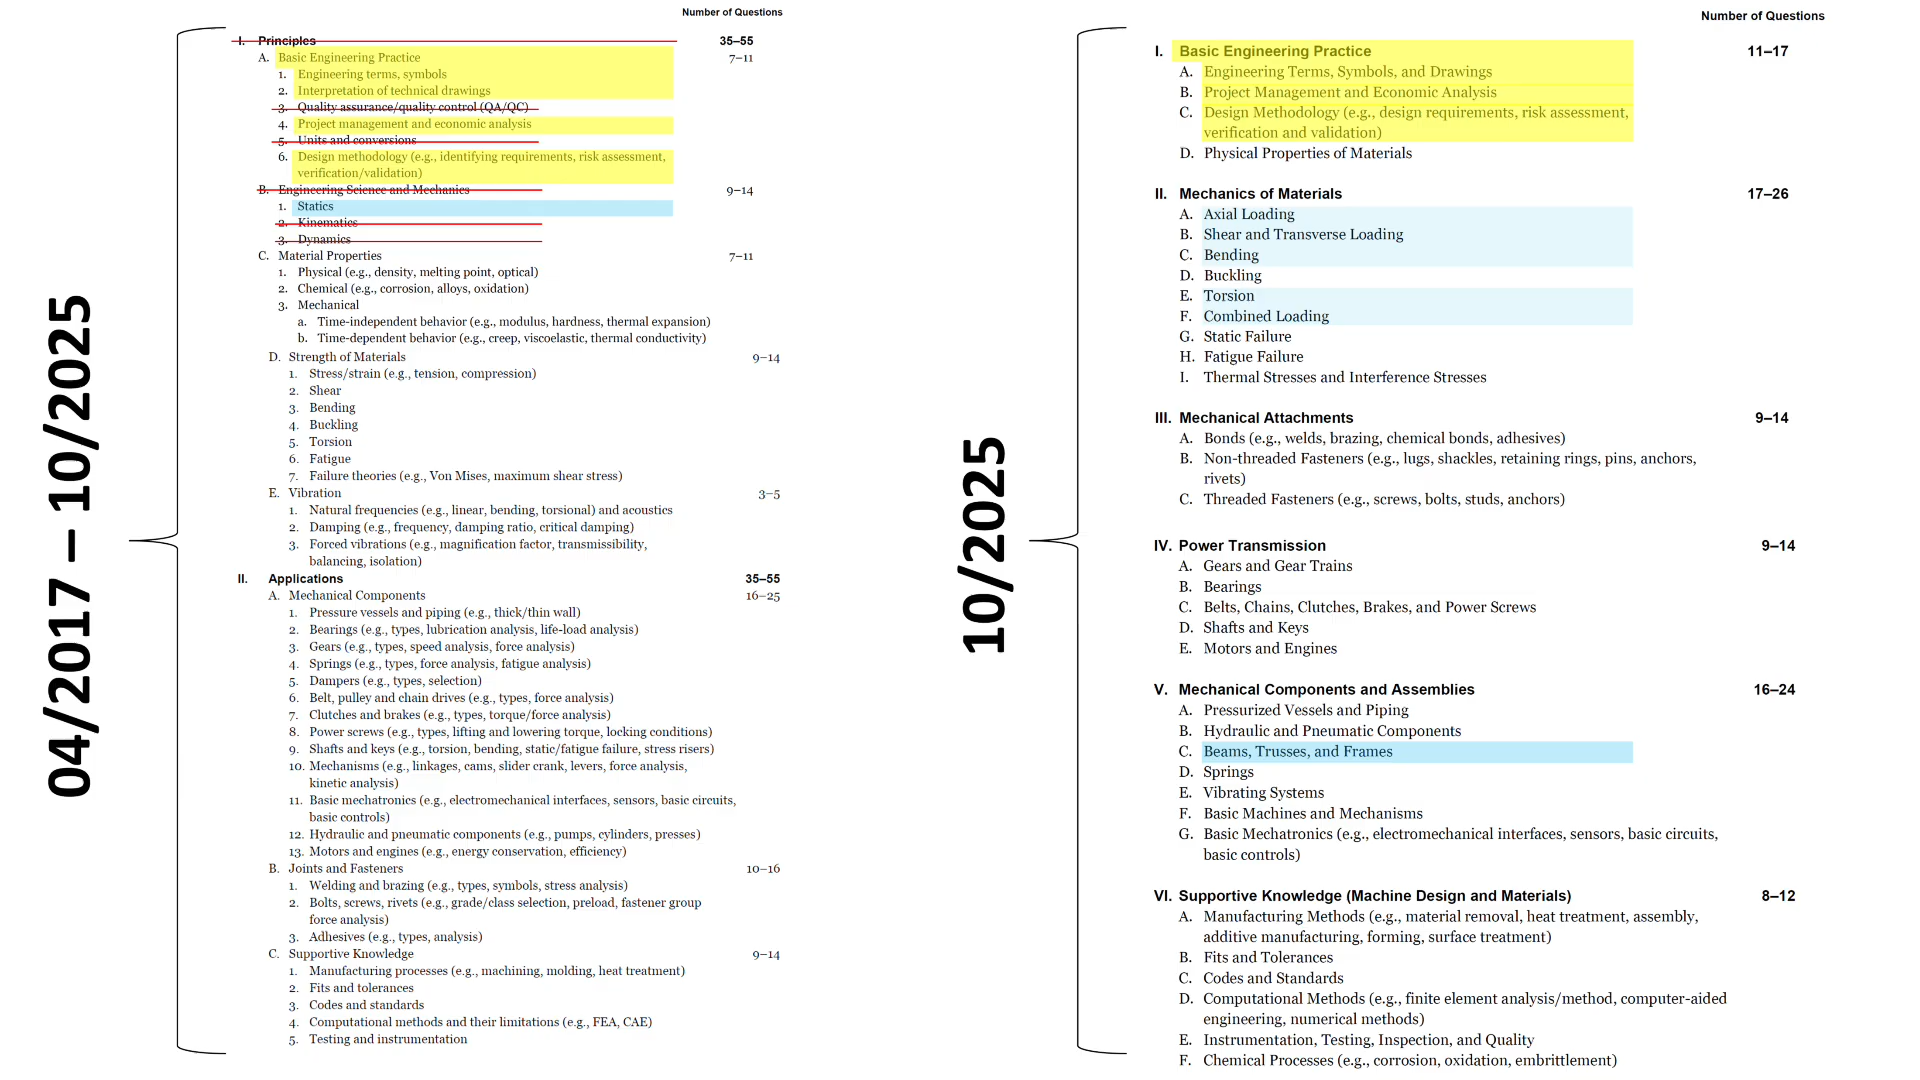 04/2017 – 10/2025
Number of Questions
I. Principles 35–55
A. Basic Engineering Practice 7–11
1. Engineering terms, symbols
2. Interpretation of technical drawings
3. Quality assurance/quality control (QA/QC)
4. Project management and economic analysis
5. Units and conversions
6. Design methodology (e.g., identifying requirements, risk assessment,
verification/validation)
B. Engineering Science and Mechanics 9–14
1. Statics
2. Kinematics
3. Dynamics
C. Material Properties 7–11
1. Physical (e.g., density, melting point, optical)
2. Chemical (e.g., corrosion, alloys, oxidation)
3. Mechanical
a. Time-independent behavior (e.g., modulus, hardness, thermal expansion)
b. Time-dependent behavior (e.g., creep, viscoelastic, thermal conductivity)
D. Strength of Materials 9–14
1. Stress/strain (e.g., tension, compression)
2. Shear
3. Bending
4. Buckling
5. Torsion
6. Fatigue
7. Failure theories (e.g., Von Mises, maximum shear stress)
E. Vibration 3–5
1. Natural frequencies (e.g., linear, bending, torsional) and acoustics
2. Damping (e.g., frequency, damping ratio, critical damping)
3. Forced vibrations (e.g., magnification factor, transmissibility,
balancing, isolation)
II. Applications 35–55
A. Mechanical Components 16–25
1. Pressure vessels and piping (e.g., thick/thin wall)
2. Bearings (e.g., types, lubrication analysis, life-load analysis)
3. Gears (e.g., types, speed analysis, force analysis)
4. Springs (e.g., types, force analysis, fatigue analysis)
5. Dampers (e.g., types, selection)
6. Belt, pulley and chain drives (e.g., types, force analysis)
7. Clutches and brakes (e.g., types, torque/force analysis)
8. Power screws (e.g., types, lifting and lowering torque, locking conditions)
9. Shafts and keys (e.g., torsion, bending, static/fatigue failure, stress risers)
10. Mechanisms (e.g., linkages, cams, slider crank, levers, force analysis,
kinetic analysis)
11. Basic mechatronics (e.g., electromechanical interfaces, sensors, basic circuits,
basic controls)
12. Hydraulic and pneumatic components (e.g., pumps, cylinders, presses)
13. Motors and engines (e.g., energy conservation, efficiency)
B. Joints and Fasteners 10–16
1. Welding and brazing (e.g., types, symbols, stress analysis)
2. Bolts, screws, rivets (e.g., grade/class selection, preload, fastener group
force analysis)
3. Adhesives (e.g., types, analysis)
C. Supportive Knowledge 9–14
1. Manufacturing processes (e.g., machining, molding, heat treatment)
2. Fits and tolerances
3. Codes and standards
4. Computational methods and their limitations (e.g., FEA, CAE)
5. Testing and instrumentation
10/2025
Number of Questions
I. Basic Engineering Practice 11–17
A. Engineering Terms, Symbols, and Drawings
B. Project Management and Economic Analysis
C. Design Methodology (e.g., design requirements, risk assessment,
verification and validation)
D. Physical Properties of Materials
II. Mechanics of Materials 17–26
A. Axial Loading
B. Shear and Transverse Loading
C. Bending
D. Buckling
E. Torsion
F. Combined Loading
G. Static Failure
H. Fatigue Failure
I. Thermal Stresses and Interference Stresses
III. Mechanical Attachments 9–14
A. Bonds (e.g., welds, brazing, chemical bonds, adhesives)
B. Non-threaded Fasteners (e.g., lugs, shackles, retaining rings, pins, anchors,
rivets)
C. Threaded Fasteners (e.g., screws, bolts, studs, anchors)
IV. Power Transmission 9–14
A. Gears and Gear Trains
B. Bearings
C. Belts, Chains, Clutches, Brakes, and Power Screws
D. Shafts and Keys
E. Motors and Engines
V. Mechanical Components and Assemblies 16–24
A. Pressurized Vessels and Piping
B. Hydraulic and Pneumatic Components
C. Beams, Trusses, and Frames
D. Springs
E. Vibrating Systems
F. Basic Machines and Mechanisms
G. Basic Mechatronics (e.g., electromechanical interfaces, sensors, basic circuits,
basic controls)
VI. Supportive Knowledge (Machine Design and Materials) 8–12
A. Manufacturing Methods (e.g., material removal, heat treatment, assembly,
additive manufacturing, forming, surface treatment)
B. Fits and Tolerances
C. Codes and Standards
D. Computational Methods (e.g., finite element analysis/method, computer-aided
engineering, numerical methods)
E. Instrumentation, Testing, Inspection, and Quality
F. Chemical Processes (e.g., corrosion, oxidation, embrittlement)